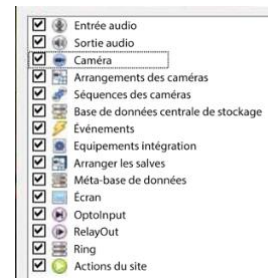 Entrée audio
Sortie audio
Caméra
Arrangements des caméras
Séquences des caméras
Base de données centrale de stockage
Événements
Equipements intégration
Arranger les salves
Méta-base de données
Écran
OptoInput
RelayOut
Ring
Actions du site